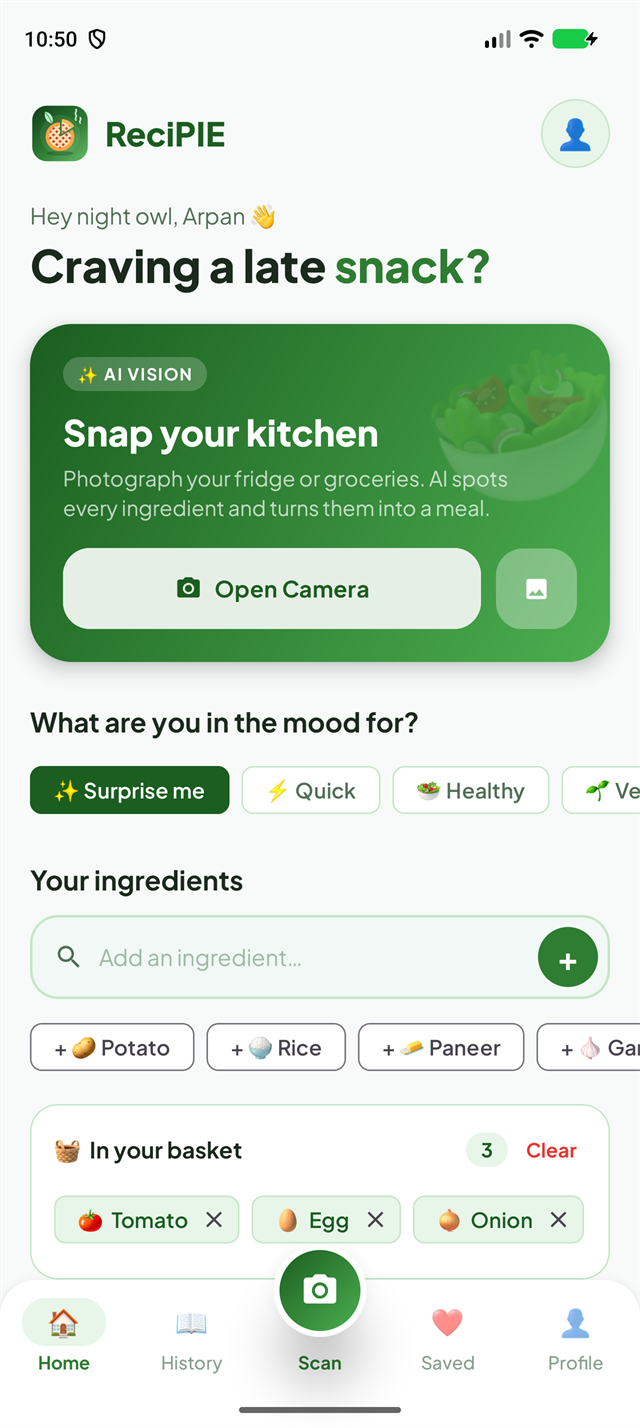 10:50
ReciPIE
Hey night owl, Arpan 👋
Craving a late snack?
✨ AI VISION
Snap your kitchen
Photograph your fridge or groceries. AI spots
every ingredient and turns them into a meal.
Open Camera
What are you in the mood for?
✨ Surprise me ⚡ Quick 🥗 Healthy 🌱 Ve
Your ingredients
Add an ingredient...
+
+ 🥔 Potato + 🍚 Rice + 🧈 Paneer + 🧄 Gar
🧺 In your basket 3 Clear
🍅 Tomato ✕ 🥚 Egg ✕ 🧅 Onion ✕
Home History Scan Saved Profile